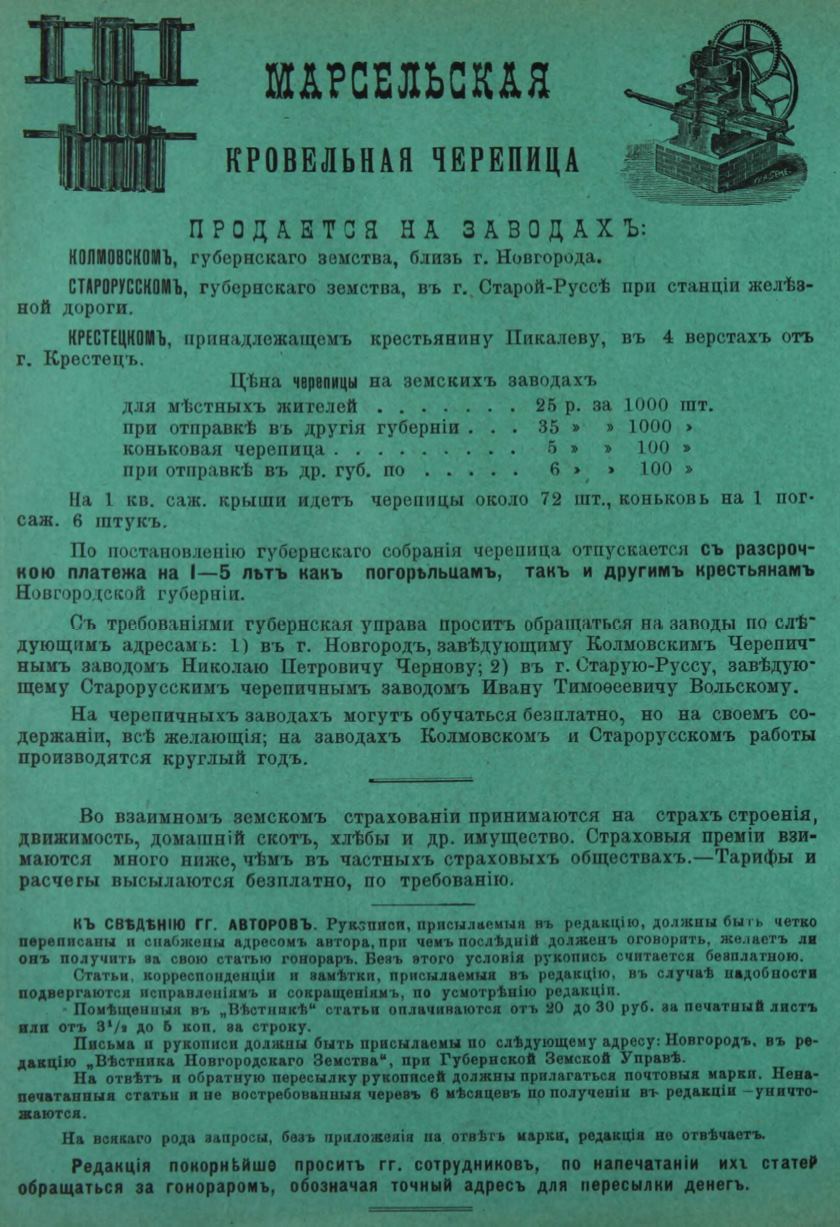 МАРСЕЛЬСКАЯ
КРОВЕЛЬНАЯ ЧЕРЕПИЦА
ПРОДАЕТСЯ НА ЗАВОДАХЪ:
КОЛМОВСКОМЪ, губернскаго земства, близь г. Новгорода.
СТАРОРУССКОМЪ, губернскаго земства, въ г. Старой-Руссѣ при станціи желѣз-
ной дороги.
КРЕСТЕЦКОМЪ, принадлежащемъ крестьянину Пикалеву, въ 4 верстахъ отъ
г. Крестецъ.
Цѣна черепицы на земскихъ заводахъ
для мѣстныхъ жителей . . . . . . . 25 р. за 1000 шт.
при отправкѣ въ другія губерніи . . . 35 » » 1000 »
коньковая черепица . . . . . . . . . 5 » » 100 »
при отправкѣ въ др. губ. по . . . . . 6 » » 100 »
На 1 кв. саж. крыши идетъ черепицы около 72 шт., коньковъ на 1 пог-
саж. 6 штукъ.
По постановленію губернскаго собранія черепица отпускается съ разсроч-
кою платежа на 1—5 лѣтъ какъ погорѣльцамъ, такъ и другимъ крестьянамъ
Новгородской губерніи.
Съ требованіями губернская управа проситъ обращаться на заводы по слѣ-
дующимъ адресамъ: 1) въ г. Новгородъ, завѣдующиму Колмовскимъ Черепич-
нымъ заводомъ Николаю Петровичу Чернову; 2) въ г. Старую-Руссу, завѣдую-
щему Старорусскимъ черепичнымъ заводомъ Ивану Тимоѳеевичу Вольскому.
На черепичныхъ заводахъ могутъ обучаться безплатно, но на своемъ со-
держаніи, всѣ желающія; на заводахъ Колмовскомъ и Старорусскомъ работы
производятся круглый годъ.
Во взаимномъ земскомъ страхованіи принимаются на страхъ строенія,
движимость, домашній скотъ, хлѣбы и др. имущество. Страховыя преміи взи-
маются много ниже, чѣмъ въ частныхъ страховыхъ обществахъ.—Тарифы и
расчеты высылаются безплатно, по требованію.
КЪ СВѢДѢНІЮ ГГ. АВТОРОВЪ. Рукописи, присылаемыя въ редакцію, должны быть четко
переписаны и снабжены адресомъ автора, при чемъ послѣдній долженъ оговорить, желаетъ ли
онъ получить за свою статью гонораръ. Безъ этого условія рукопись считается безплатною.
Статьи, корреспонденціи и замѣтки, присылаемыя въ редакцію, въ случаѣ надобности
подвергаются исправленіямъ и сокращеніямъ, по усмотрѣнію редакціи.
Помѣщенныя въ „Вѣстникѣ“ статьи оплачиваются отъ 20 до 30 руб. за печатный листъ
или отъ 3½ до 5 коп. за строку.
Письма и рукописи должны быть присылаемы по слѣдующему адресу: Новгородъ, въ ре-
дакцію „Вѣстника Новгородскаго Земства“, при Губернской Земской Управѣ.
На отвѣтъ и обратную пересылку рукописей должны прилагаться почтовыя марки. Нена-
печатанныя статьи и не востребованныя черезъ 6 мѣсяцевъ по полученіи въ редакціи —уничто-
жаются.
На всякаго рода запросы, безъ приложенія на отвѣтъ марки, редакція не отвѣчаетъ.
Редакція покорнѣйше проситъ гг. сотрудниковъ, по напечатаніи ихъ статей
обращаться за гонораромъ, обозначая точный адресъ для пересылки денегъ.